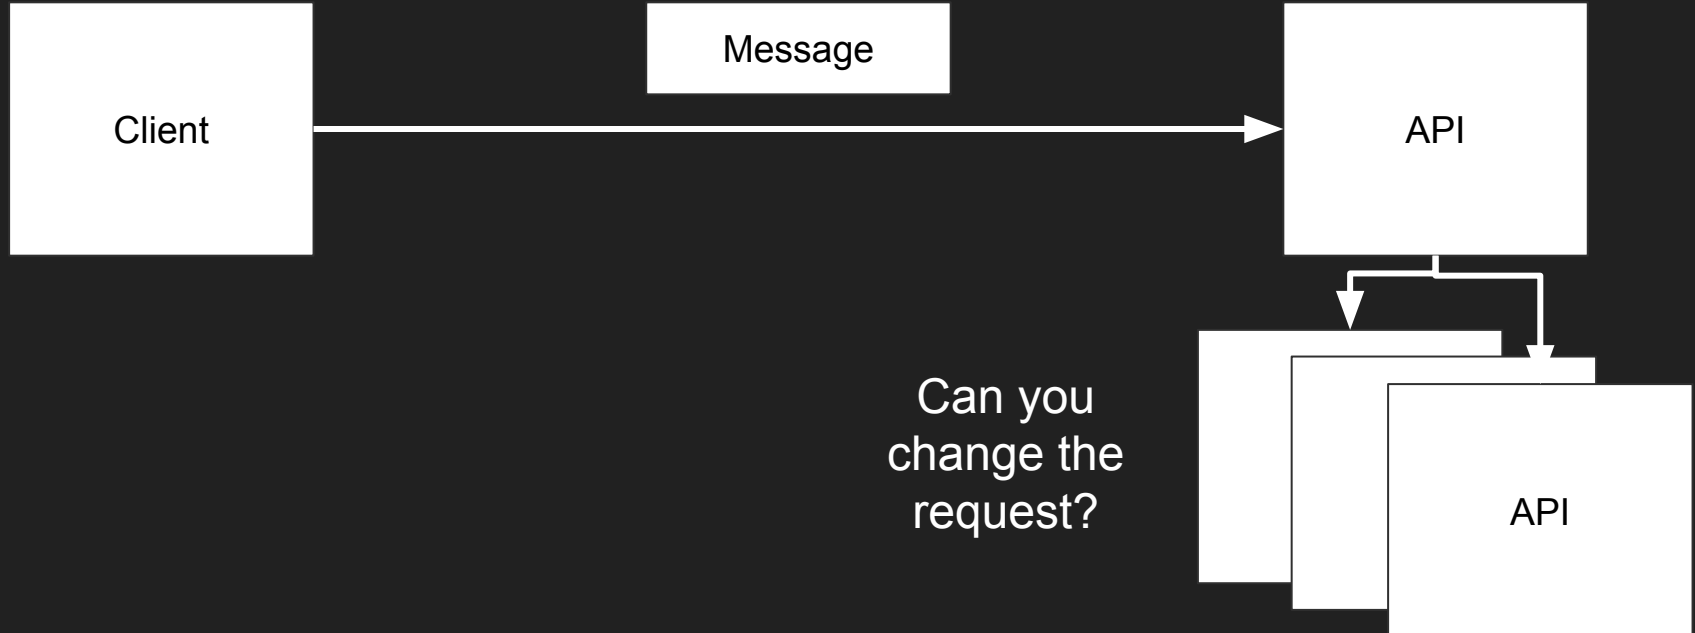 Message
Client
API
Can you
change the
request?
API